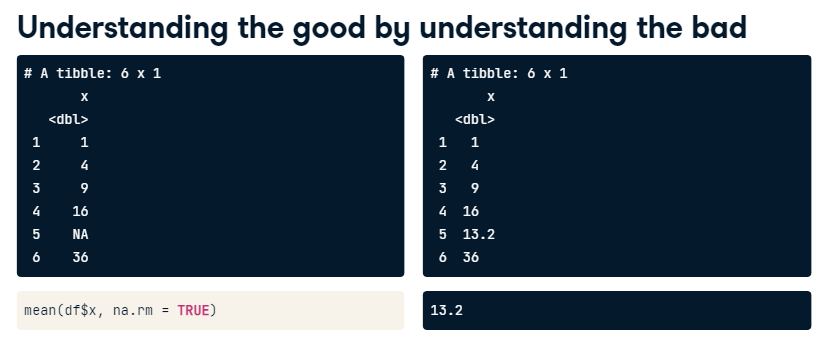 Understanding the good by understanding the bad
# A tibble: 6 x 1
x
<dbl>
1 1
2 4
3 9
4 16
5 NA
6 36
mean(df$x, na.rm = TRUE)
# A tibble: 6 x 1
x
<dbl>
1 1
2 4
3 9
4 16
5 13.2
6 36
13.2